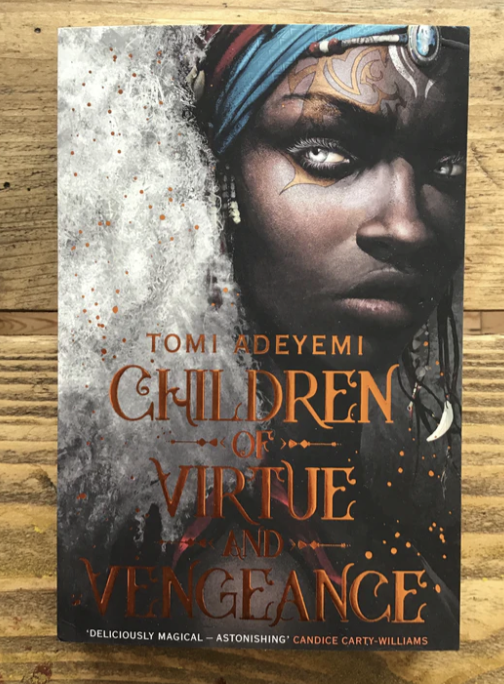 TOMI ADEYEMI
CHILDREN
OF
VIRTUE
AND
VENGEANCE
'DELICIOUSLY MAGICAL – ASTONISHING' CANDICE CARTY-WILLIAMS